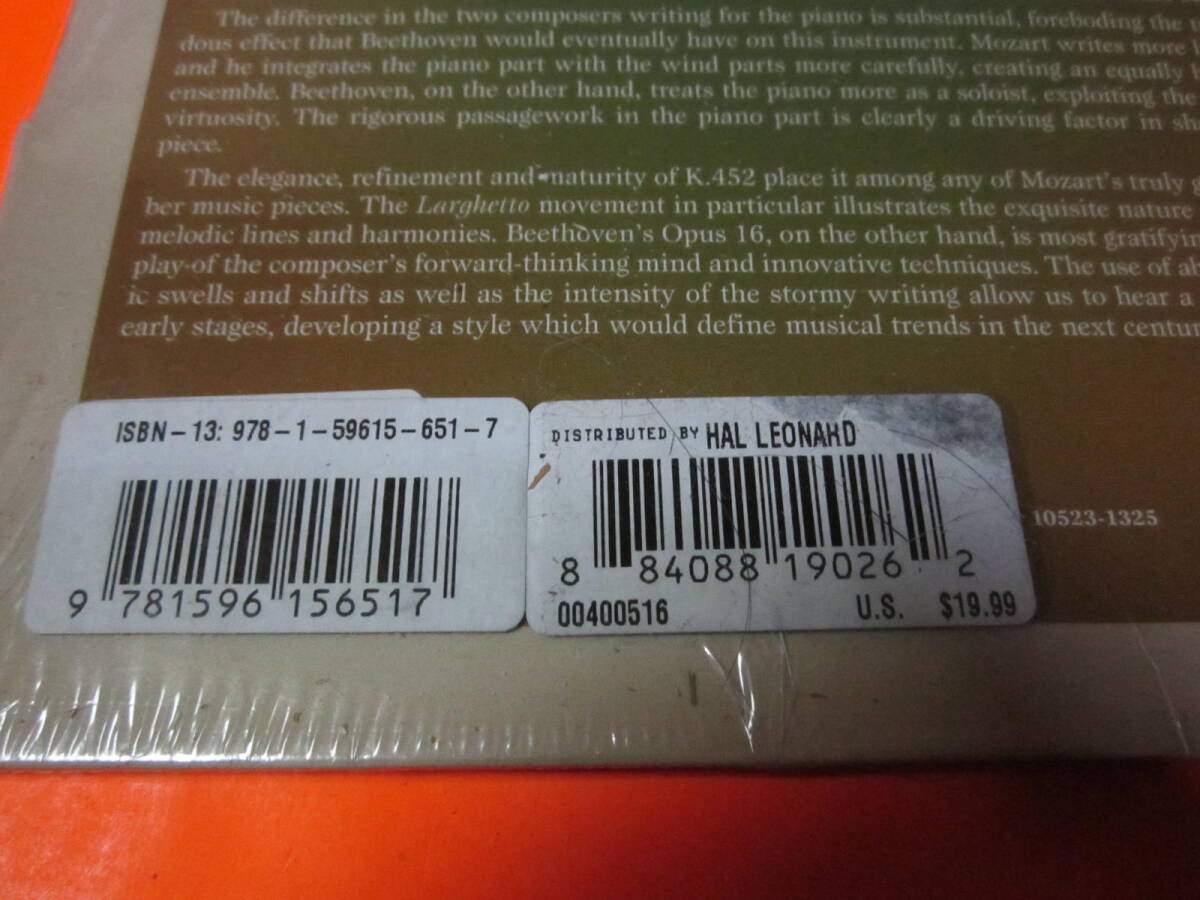 The difference in the two composers writing for the piano is substantial, foreboding the
dous effect that Beethoven would eventually have on this instrument. Mozart writes more
and he integrates the piano part with the wind parts more carefully, creating an equally
ensemble. Beethoven, on the other hand, treats the piano more as a soloist, exploiting the
virtuosity. The rigorous passagework in the piano part is clearly a driving factor in sh
piece.
The elegance, refinement and maturity of K.452 place it among any of Mozart's truly
ber music pieces. The Larghetto movement in particular illustrates the exquisite nature
melodic lines and harmonies. Beethoven's Opus 16, on the other hand, is most gratifyin
play of the composer's forward-thinking mind and innovative techniques. The use of ab
ic swells and shifts as well as the intensity of the stormy writing allow us to hear a
early stages, developing a style which would define musical trends in the next centur
ISBN-13: 978-1-59615-651-7
9 781596 156517
DISTRIBUTED BY HAL LEONARD
8 84088 19026 2
00400516 U.S. $19.99
10523-1325